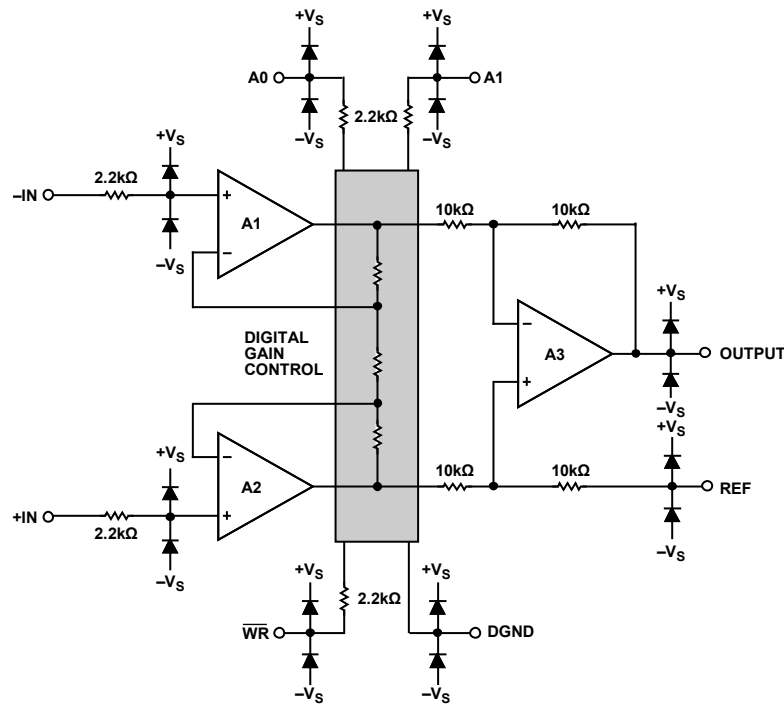 +VS +VS
A0 A1
2.2kΩ
–VS –VS
+VS
2.2kΩ
–IN
+
A1
–
–VS
10kΩ 10kΩ
DIGITAL
GAIN
CONTROL
–
A3
+
+VS
OUTPUT
–VS
+VS
–
A2
+
+VS
+IN
2.2kΩ
–VS
10kΩ 10kΩ
REF
–VS
+VS +VS
2.2kΩ
WR DGND
–VS –VS